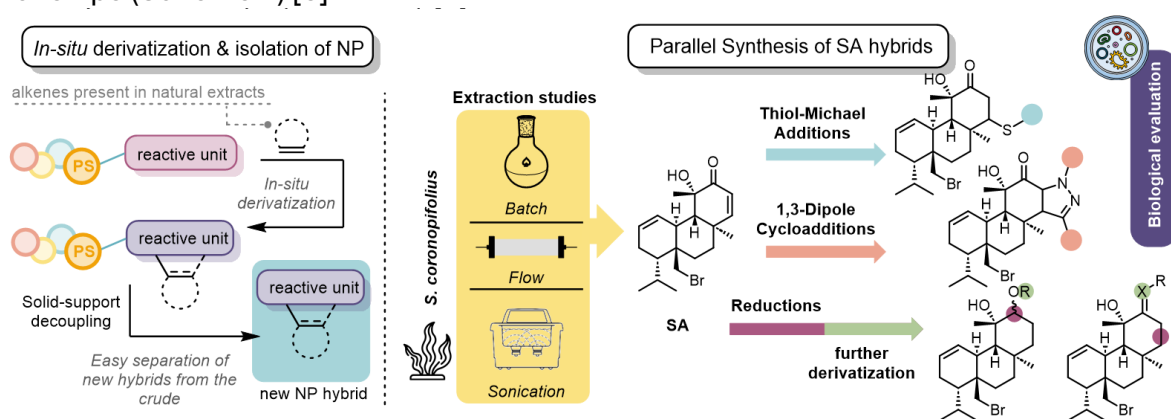 In-situ derivatization & isolation of NP
alkenes present in natural extracts
PS
reactive unit
In-situ
derivatization
PS
reactive unit
Solid-support
decoupling
Easy separation of
new hybrids from the
crude
reactive unit
new NP hybrid
S. coronopifolius
Extraction studies
Batch
Flow
Sonication
Parallel Synthesis of SA hybrids
O
HO
H
H
Br
SA
Thiol-Michael
Additions
O
HO
H
H
S
Br
1,3-Dipole
Cycloadditions
O
HO
H
H
N
N
Br
Reductions
further
derivatization
OR
HO
H
H
Br
X
R
HO
H
H
Br
Biological evaluation